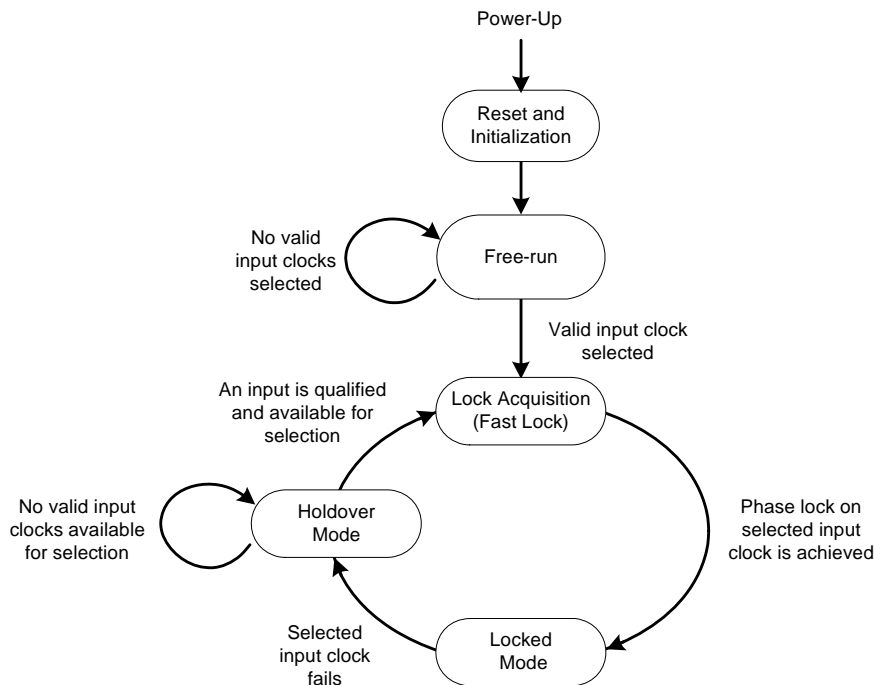 Power-Up
Reset and
Initialization
No valid
input clocks
selected
Free-run
Valid input clock
selected
An input is qualified
and available for
selection
Lock Acquisition
(Fast Lock)
No valid input
clocks available
for selection
Holdover
Mode
Phase lock on
selected input
clock is achieved
Selected
input clock
fails
Locked
Mode